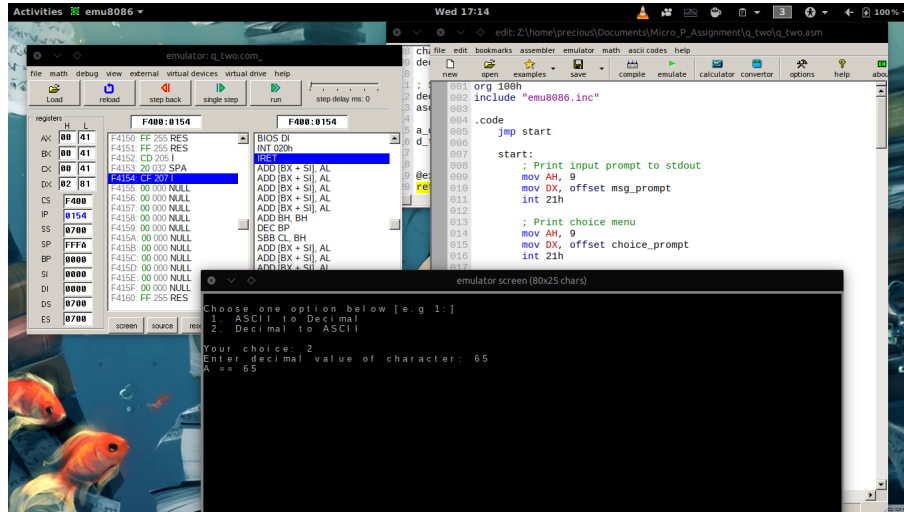 Activities emu8086 Wed 17:14 3 100 %
edit: Z:\home\precious\Documents\Micro_P_Assignment\q_two\q_two.asm
file edit bookmarks assembler emulator math ascii codes help
new open examples save compile emulate calculator convertor options help abou
001 org 100h
002 include "emu8086.inc"
003
004 .code
005 jmp start
006
007 start:
008 ; Print input prompt to stdout
009 mov AH, 9
010 mov DX, offset msg_prompt
011 int 21h
012
013 ; Print choice menu
014 mov AH, 9
015 mov DX, offset choice_prompt
016 int 21h
017
emulator: q_two.com_
file math debug view external virtual devices virtual drive help
Load reload step back single step run step delay ms: 0
registers F400:0154 F400:0154
H L
AX 00 41
BX 00 41
CX 00 41
DX 02 81
CS F400
IP 0154
SS 0700
SP FFFA
BP 0000
SI 0000
DI 0000
DS 0700
ES 0700
F4150: FF 255 RES
F4151: FF 255 RES
F4152: CD 205 Í
F4153: 20 032 SPA
F4154: CF 207 Ï
F4155: 00 000 NULL
F4156: 00 000 NULL
F4157: 00 000 NULL
F4158: 00 000 NULL
F4159: 00 000 NULL
F415A: 00 000 NULL
F415B: 00 000 NULL
F415C: 00 000 NULL
F415D: 00 000 NULL
F415E: 00 000 NULL
F415F: 00 000 NULL
F4160: FF 255 RES
BIOS DI
INT 020h
IRET
ADD [BX + SI], AL
ADD [BX + SI], AL
ADD [BX + SI], AL
ADD [BX + SI], AL
ADD [BX + SI], AL
ADD BH, BH
DEC BP
SBB CL, BH
ADD [BX + SI], AL
ADD [BX + SI], AL
ADD [BX + SI], AL
screen source res
emulator screen (80x25 chars)
Choose one option below [e.g 1:]
1. ASCII to Decimal
2. Decimal to ASCII
Your choice: 2
Enter decimal value of character: 65
A == 65